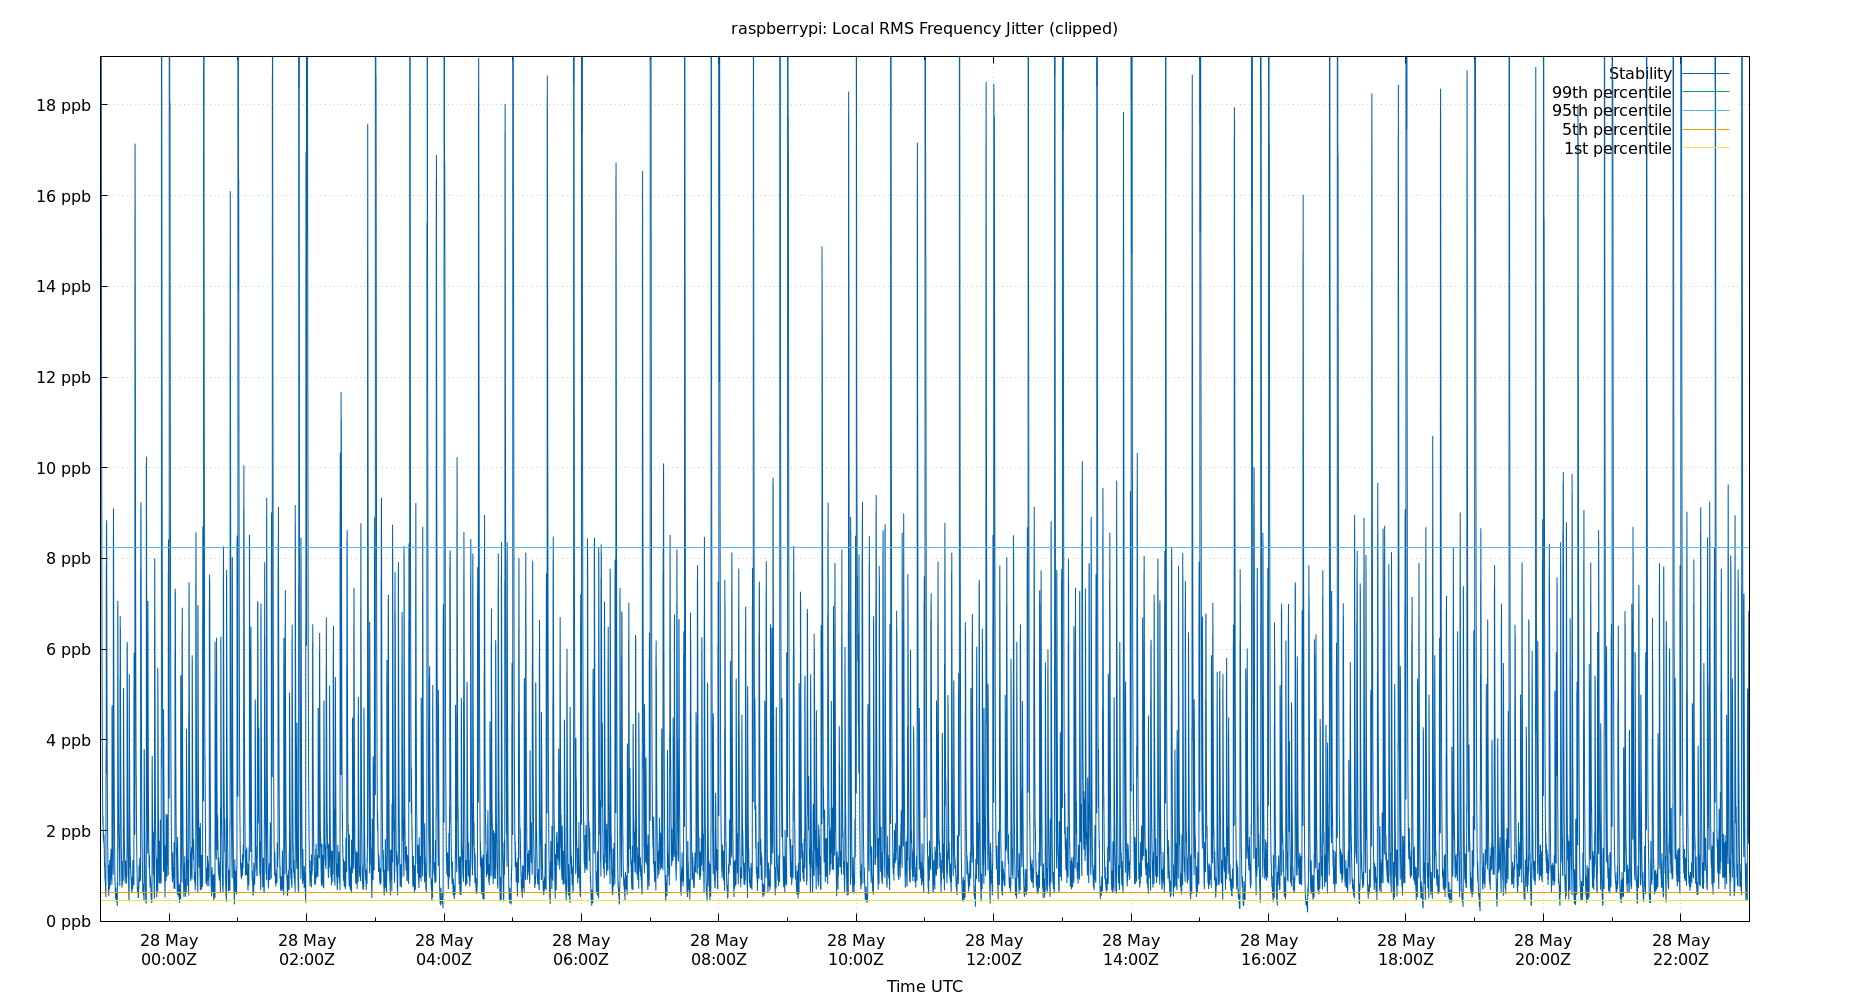 raspberrypi: Local RMS Frequency Jitter (clipped)
Stability
99th percentile
95th percentile
5th percentile
1st percentile
18 ppb
16 ppb
14 ppb
12 ppb
10 ppb
8 ppb
6 ppb
4 ppb
2 ppb
0 ppb
28 May 28 May 28 May 28 May 28 May 28 May 28 May 28 May 28 May 28 May 28 May 28 May
00:00Z 02:00Z 04:00Z 06:00Z 08:00Z 10:00Z 12:00Z 14:00Z 16:00Z 18:00Z 20:00Z 22:00Z
Time UTC